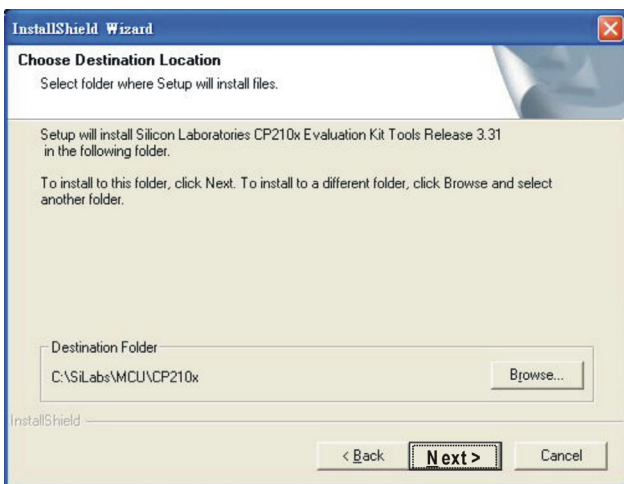 InstallShield Wizard
Choose Destination Location
Select folder where Setup will install files.
Setup will install Silicon Laboratories CP210x Evaluation Kit Tools Release 3.31
in the following folder.
To install to this folder, click Next. To install to a different folder, click Browse and select
another folder.
Destination Folder
C:\SiLabs\MCU\CP210x
Browse...
InstallShield
< Back
Next >
Cancel